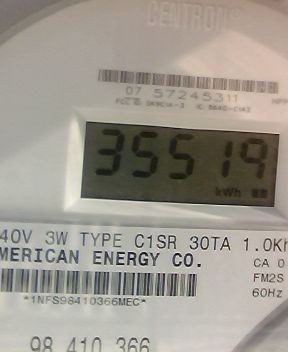 CENTRON®
07 57245311
35519
kWh
40V 3W TYPE C1SR 30TA 1.0Kh
MERICAN ENERGY CO.
CA 0
FM2S
60Hz
*1NFS98410366MEC*
98 410 366